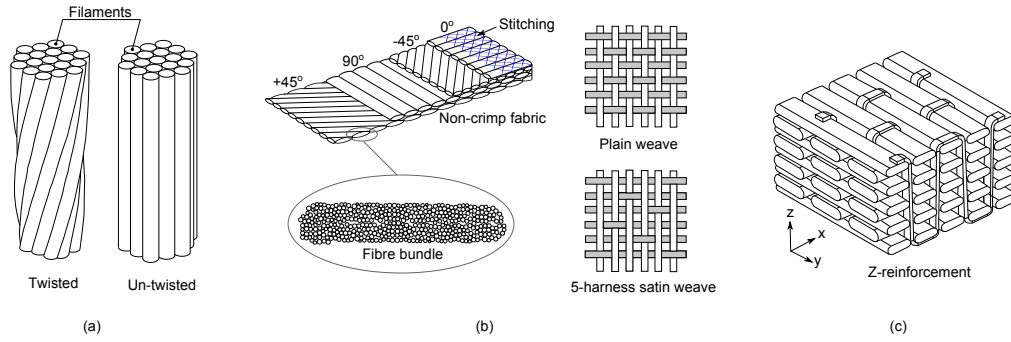 Filaments
Twisted
Un-twisted
(a)
+45º
90º
-45º
0º
Stitching
Non-crimp fabric
Fibre bundle
Plain weave
5-harness satin weave
(b)
z
x
y
Z-reinforcement
(c)